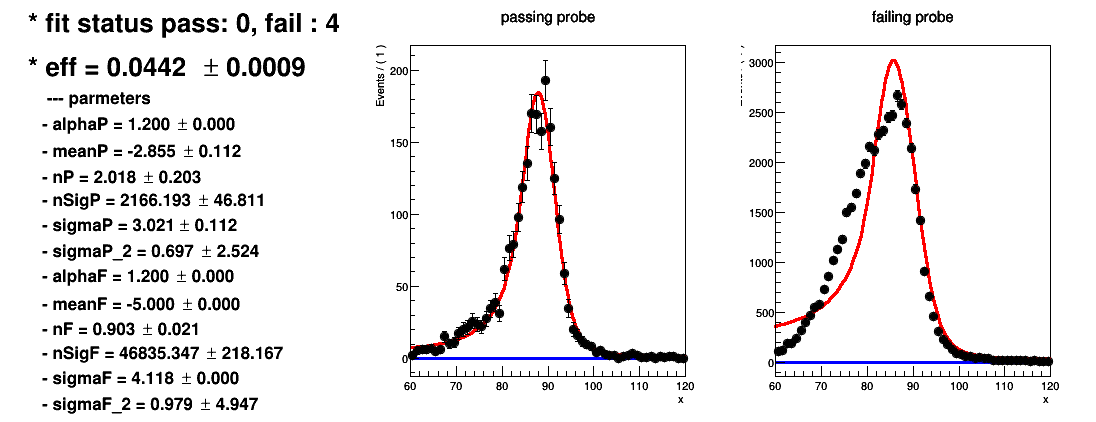 * fit status pass: 0, fail : 4
* eff = 0.0442 ± 0.0009
--- parmeters
- alphaP = 1.200 ± 0.000
- meanP = -2.855 ± 0.112
- nP = 2.018 ± 0.203
- nSigP = 2166.193 ± 46.811
- sigmaP = 3.021 ± 0.112
- sigmaP_2 = 0.697 ± 2.524
- alphaF = 1.200 ± 0.000
- meanF = -5.000 ± 0.000
- nF = 0.903 ± 0.021
- nSigF = 46835.347 ± 218.167
- sigmaF = 4.118 ± 0.000
- sigmaF_2 = 0.979 ± 4.947
passing probe
Events / ( 1 )
200
150
100
50
0
60 70 80 90 100 110 120
x
failing probe
3000
2500
2000
1500
1000
500
0
60 70 80 90 100 110 120
x